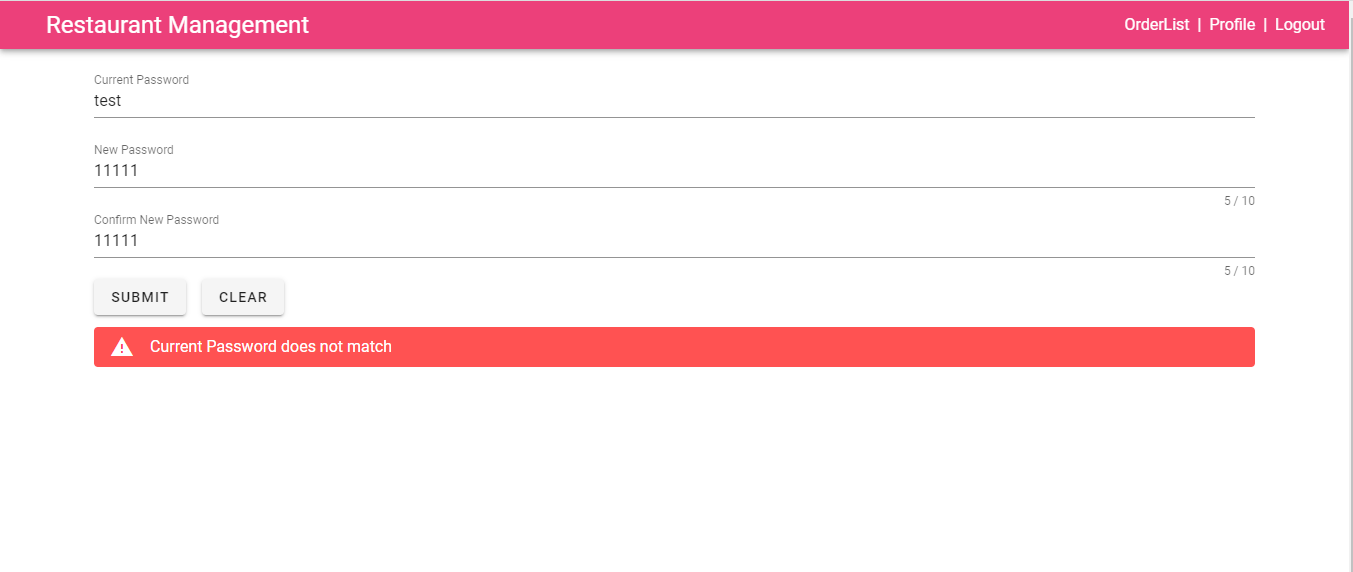 Restaurant Management OrderList | Profile | Logout
Current Password
test
New Password
11111
5 / 10
Confirm New Password
11111
5 / 10
SUBMIT CLEAR
Current Password does not match